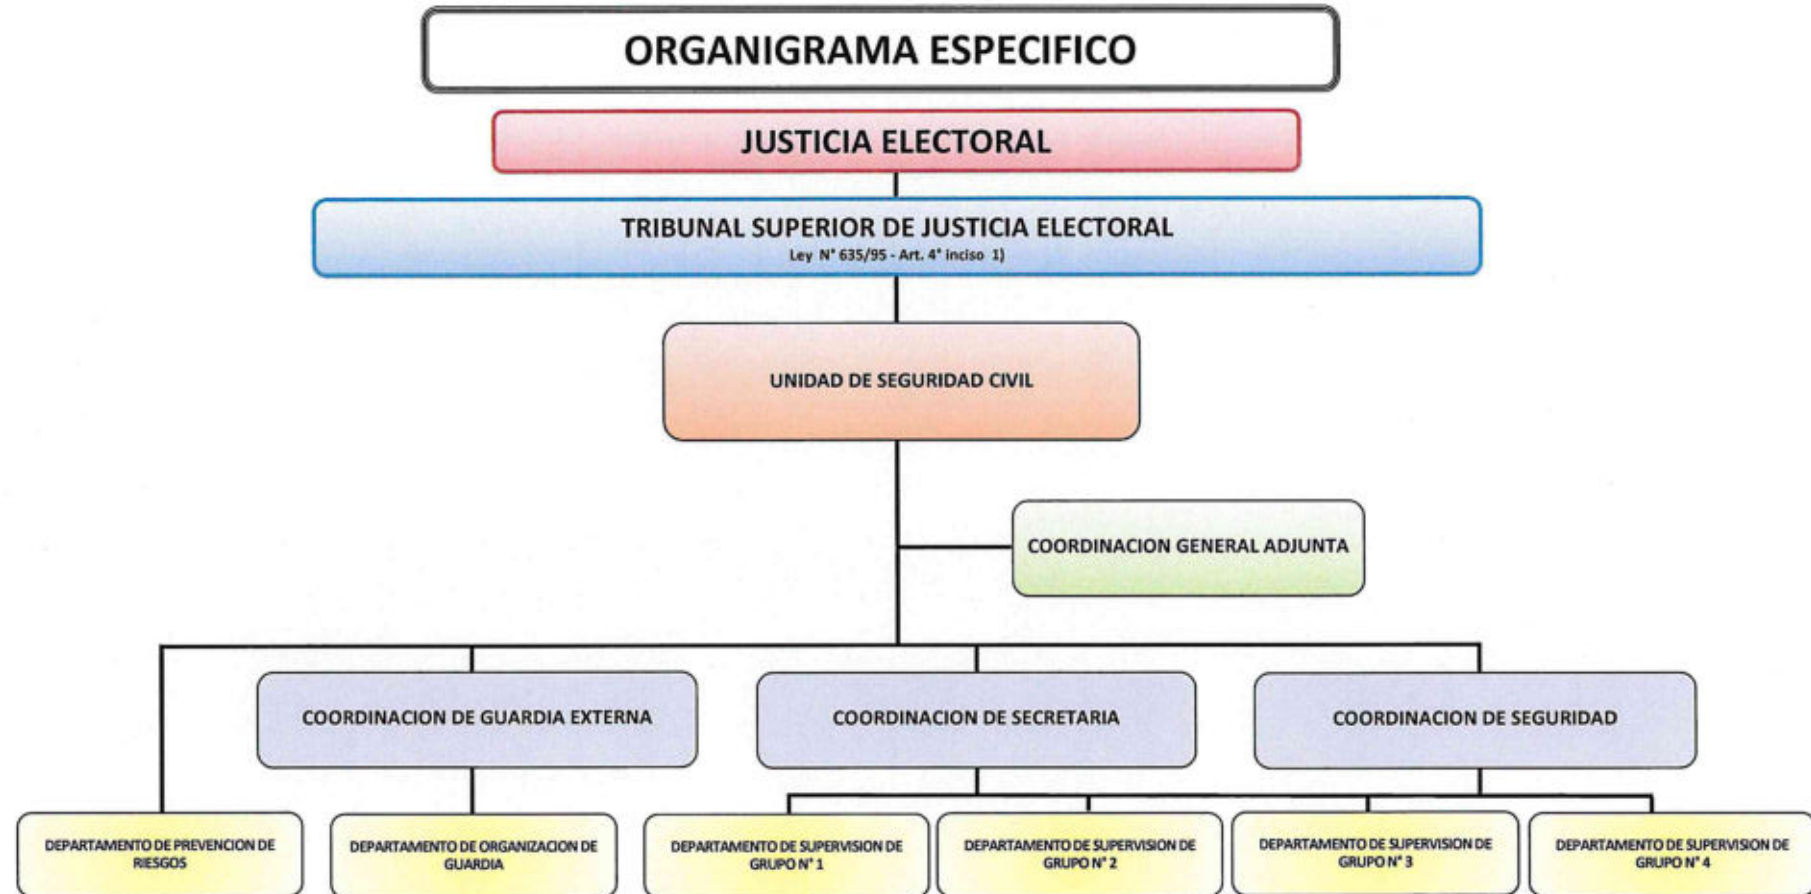 ORGANIGRAMA ESPECIFICO
JUSTICIA ELECTORAL
TRIBUNAL SUPERIOR DE JUSTICIA ELECTORAL
Ley N° 635/95 - Art. 4° inciso 1)
UNIDAD DE SEGURIDAD CIVIL
COORDINACION GENERAL ADJUNTA
COORDINACION DE GUARDIA EXTERNA
COORDINACION DE SECRETARIA
COORDINACION DE SEGURIDAD
DEPARTAMENTO DE PREVENCION DE
RIESGOS
DEPARTAMENTO DE ORGANIZACION DE
GUARDIA
DEPARTAMENTO DE SUPERVISION DE
GRUPO N° 1
DEPARTAMENTO DE SUPERVISION DE
GRUPO N° 2
DEPARTAMENTO DE SUPERVISION DE
GRUPO N° 3
DEPARTAMENTO DE SUPERVISION DE
GRUPO N° 4